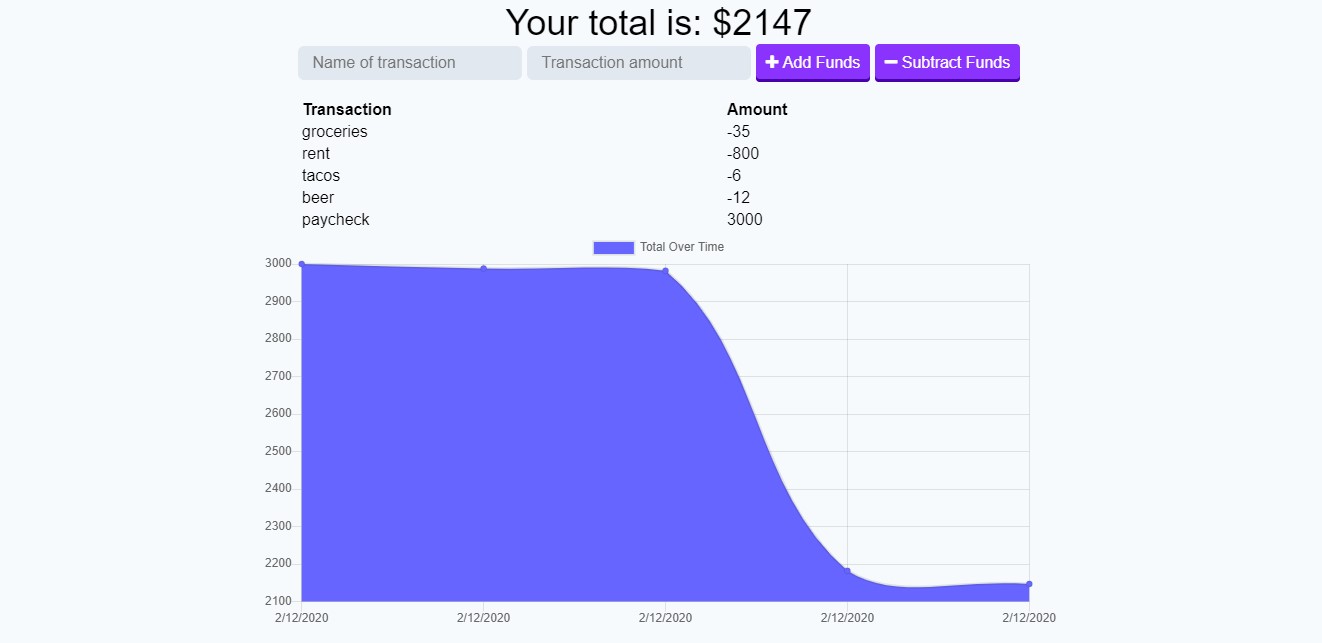 Your total is: $2147
Name of transaction Transaction amount Add Funds Subtract Funds
Transaction Amount
groceries -35
rent -800
tacos -6
beer -12
paycheck 3000
Total Over Time
3000
2900
2800
2700
2600
2500
2400
2300
2200
2100
2/12/2020 2/12/2020 2/12/2020 2/12/2020 2/12/2020